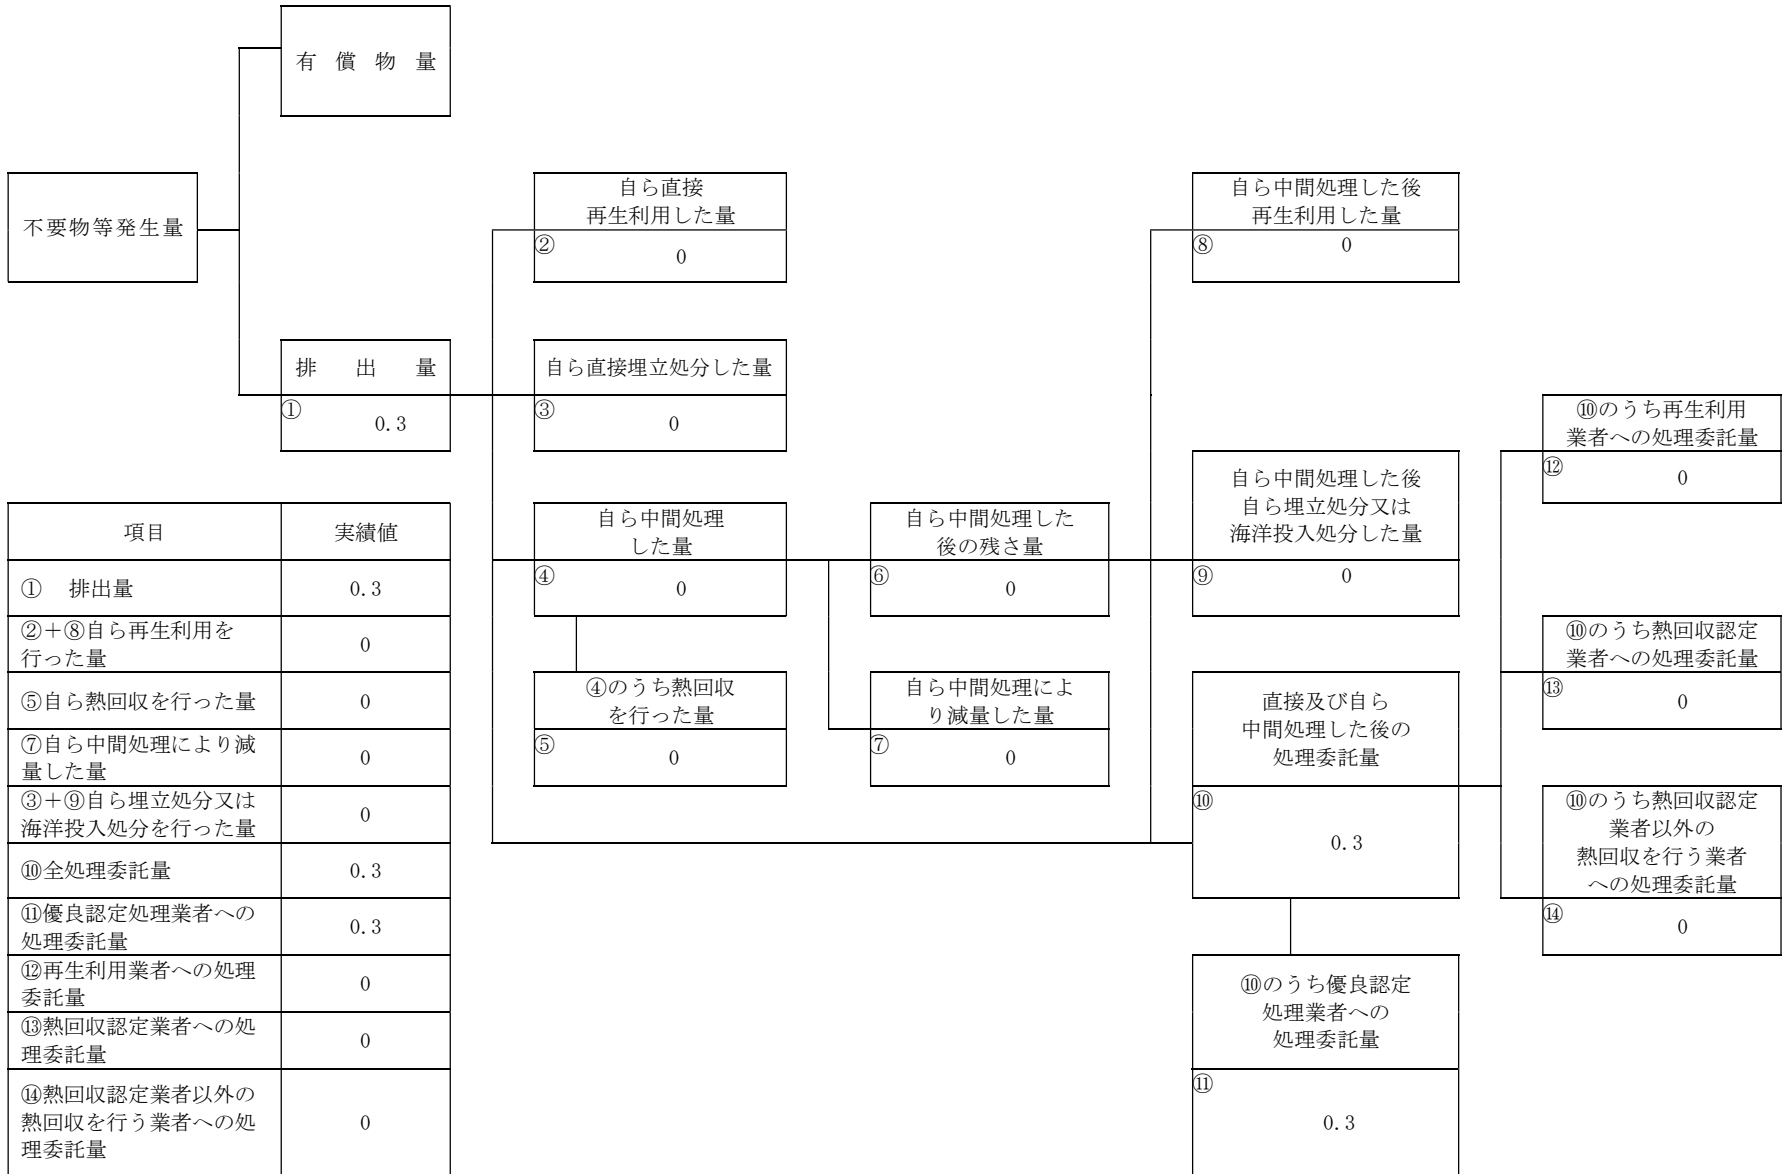 有償物量
不要物等発生量
自ら直接
再生利用した量
②
0
自ら中間処理した後
再生利用した量
⑧
0
排出量
①
0.3
自ら直接埋立処分した量
③
0
⑩のうち再生利用
業者への処理委託量
⑫
0
自ら中間処理
した量
④
0
自ら中間処理した
後の残さ量
⑥
0
自ら中間処理した後
自ら埋立処分又は
海洋投入処分した量
⑨
0
⑩のうち熱回収認定
業者への処理委託量
⑬
0
④のうち熱回収
を行った量
⑤
0
自ら中間処理によ
り減量した量
⑦
0
直接及び自ら
中間処理した後の
処理委託量
⑩
0.3
⑩のうち熱回収認定
業者以外の
熱回収を行う業者
への処理委託量
⑭
0
⑩のうち優良認定
処理業者への
処理委託量
⑪
0.3
項目 実績値
① 排出量 0.3
②+⑧自ら再生利用を
行った量
0
⑤自ら熱回収を行った量 0
⑦自ら中間処理により減
量した量
0
③+⑨自ら埋立処分又は
海洋投入処分を行った量
0
⑩全処理委託量 0.3
⑪優良認定処理業者への
処理委託量
0.3
⑫再生利用業者への処理
委託量
0
⑬熱回収認定業者への処
理委託量
0
⑭熱回収認定業者以外の
熱回収を行う業者への処
理委託量
0